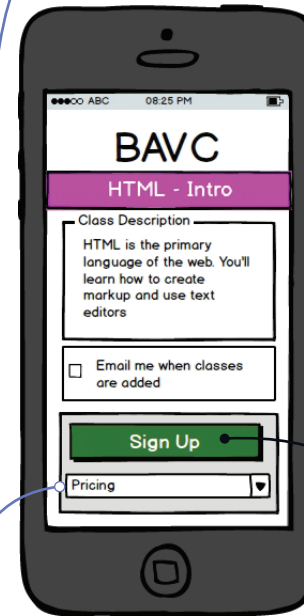 ABC 08:25 PM
BAVC
HTML - Intro
Class Description
HTML is the primary
language of the web. You'll
learn how to create
markup and use text
editors
Email me when classes
are added
Sign Up
Pricing